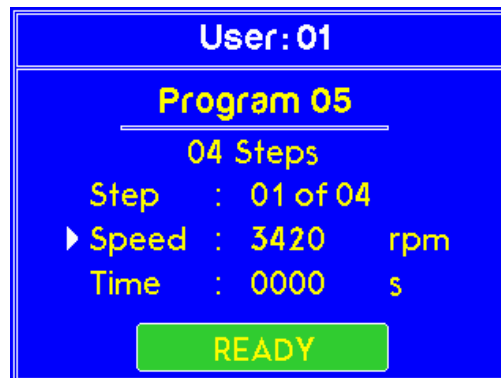 User:01
Program 05
04 Steps
Step : 01 of 04
Speed : 3420 rpm
Time : 0000 s
READY